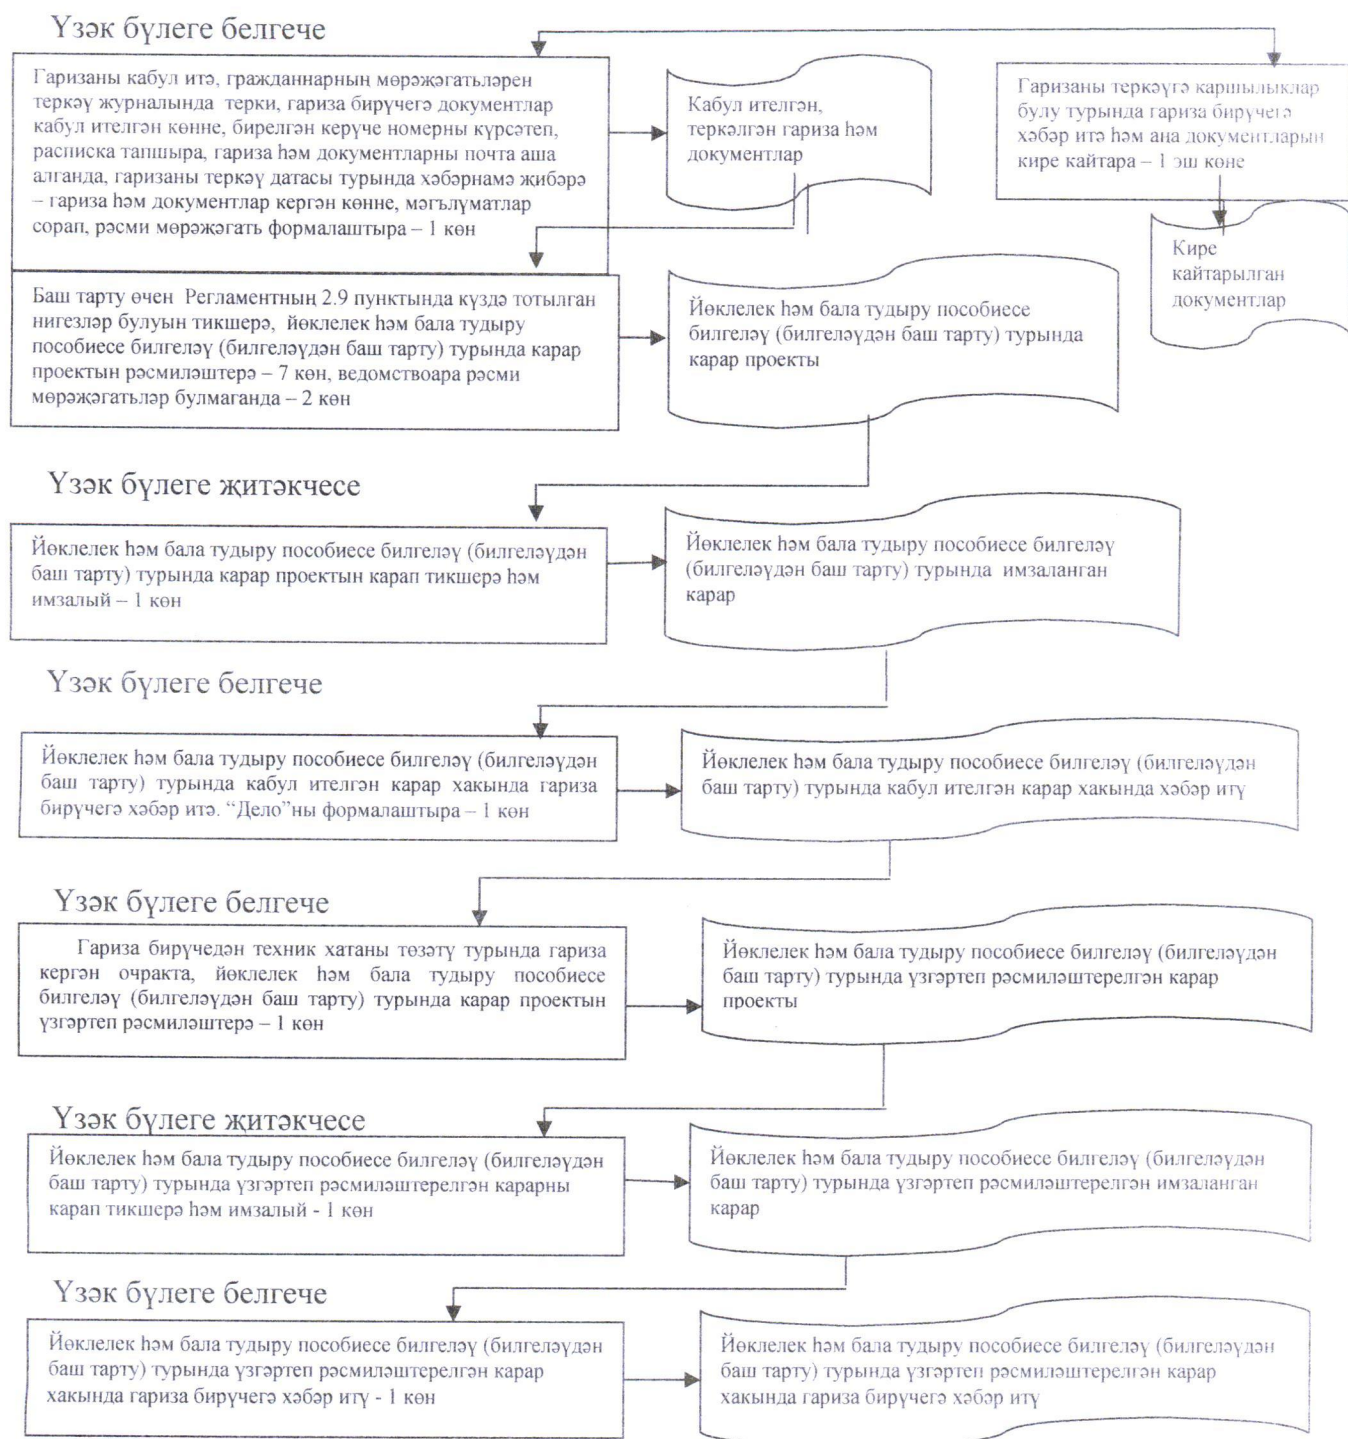 Үзәк бүлеге белгече
Гаризаны кабул итә, гражданнарның мөрәҗәгатьләрен
теркәү журналында терки, гариза бирүчегә документлар
кабул ителгән көнне, бирелгән керүче номерны күрсәтеп,
расписка тапшыра, гариза һәм документларны почта аша
алганда, гаризаны теркәү датасы турында хәбәрнамә җибәрә
– гариза һәм документлар кергән көнне, мәгълүматлар
сорап, рәсми мөрәҗәгать формалаштыра – 1 көн
Кабул ителгән,
теркәлгән гариза һәм
документлар
Гаризаны теркәүгә каршылыклар
булу турында гариза бирүчегә
хәбәр итә һәм аңа документларын
кире кайтара – 1 эш көне
Кире
кайтарылган
документлар
Баш тарту өчен Регламентның 2.9 пунктында күздә тотылган
нигезләр булуын тикшерә, йөклелек һәм бала тудыру
пособиесе билгеләү (билгеләүдән баш тарту) турында карар
проектын рәсмиләштерә – 7 көн, ведомствоара рәсми
мөрәҗәгатьләр булмаганда – 2 көн
Йөклелек һәм бала тудыру пособиесе
билгеләү (билгеләүдән баш тарту) турында
карар проекты
Үзәк бүлеге җитәкчесе
Йөклелек һәм бала тудыру пособиесе билгеләү (билгеләүдән
баш тарту) турында карар проектын карап тикшерә һәм
имзалый – 1 көн
Йөклелек һәм бала тудыру пособиесе билгеләү
(билгеләүдән баш тарту) турында имзаланган
карар
Үзәк бүлеге белгече
Йөклелек һәм бала тудыру пособиесе билгеләү (билгеләүдән
баш тарту) турында кабул ителгән карар хакында гариза
бирүчегә хәбәр итә. “Дело”ны формалаштыра – 1 көн
Йөклелек һәм бала тудыру пособиесе билгеләү (билгеләүдән
баш тарту) турында кабул ителгән карар хакында хәбәр итү
Үзәк бүлеге белгече
Гариза бирүчедән техник хатаны төзәтү турында гариза
кергән очракта, йөклелек һәм бала тудыру пособиесе
билгеләү (билгеләүдән баш тарту) турында карар проектын
үзгәртеп рәсмиләштерә – 1 көн
Йөклелек һәм бала тудыру пособиесе билгеләү (билгеләүдән
баш тарту) турында үзгәртеп рәсмиләштерелгән карар
проекты
Үзәк бүлеге җитәкчесе
Йөклелек һәм бала тудыру пособиесе билгеләү (билгеләүдән
баш тарту) турында үзгәртеп рәсмиләштерелгән карарны
карап тикшерә һәм имзалый - 1 көн
Йөклелек һәм бала тудыру пособиесе билгеләү (билгеләүдән
баш тарту) турында үзгәртеп рәсмиләштерелгән имзаланган
карар
Үзәк бүлеге белгече
Йөклелек һәм бала тудыру пособиесе билгеләү (билгеләүдән
баш тарту) турында үзгәртеп рәсмиләштерелгән карар
хакында гариза бирүчегә хәбәр итү - 1 көн
Йөклелек һәм бала тудыру пособиесе билгеләү (билгеләүдән
баш тарту) турында үзгәртеп рәсмиләштерелгән карар
хакында гариза бирүчегә хәбәр итү